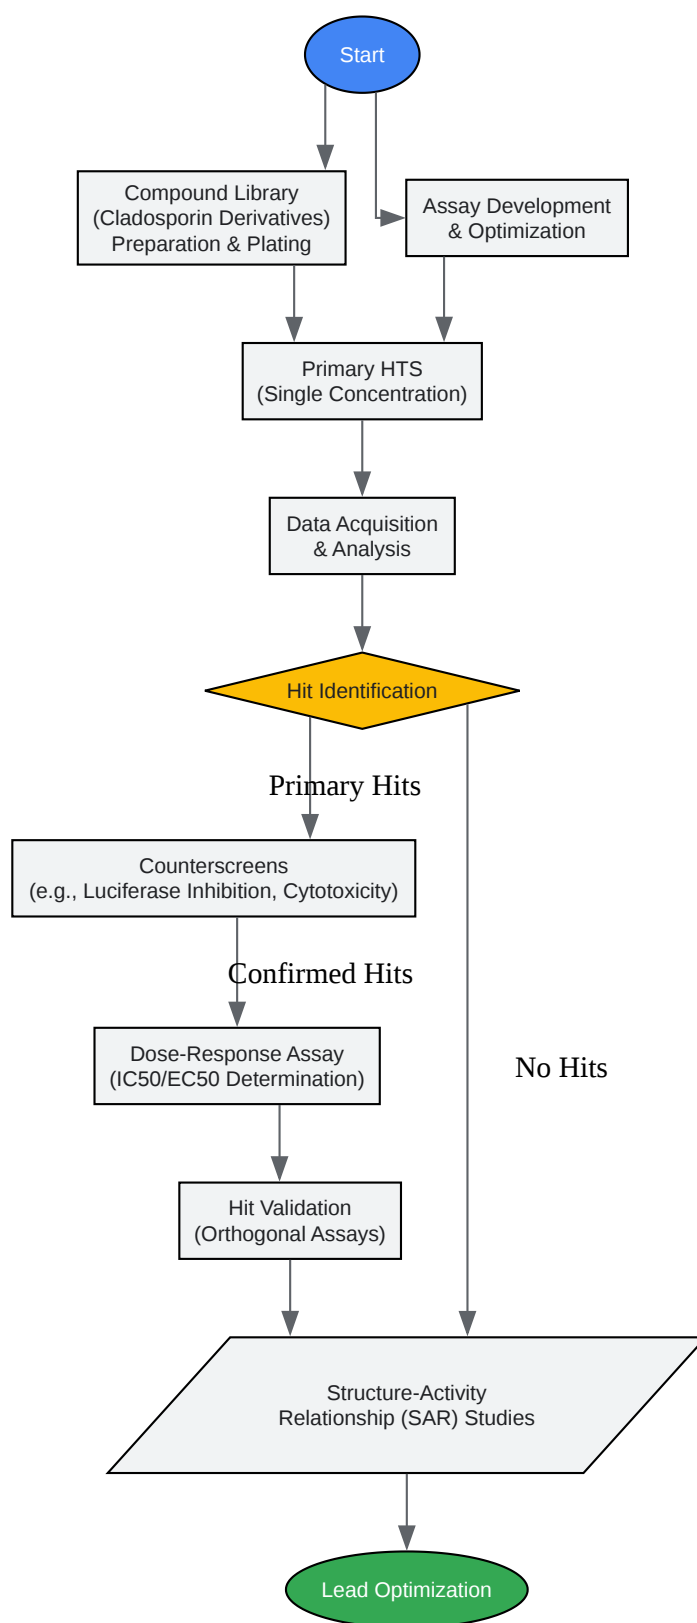 Start
Compound Library
(Cladosporin Derivatives)
Preparation & Plating
Assay Development
& Optimization
Primary HTS
(Single Concentration)
Data Acquisition
& Analysis
Hit Identification
Primary Hits
Counterscreens
(e.g., Luciferase Inhibition, Cytotoxicity)
Confirmed Hits
Dose-Response Assay
(IC50/EC50 Determination)
No Hits
Hit Validation
(Orthogonal Assays)
Structure-Activity
Relationship (SAR) Studies
Lead Optimization